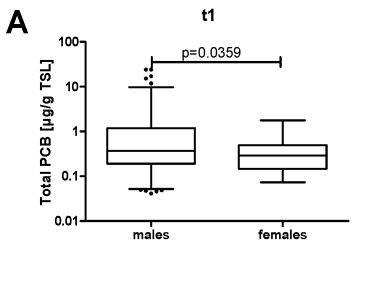 A
t1
p=0.0359
Total PCB [µg/g TSL]
100
10
1
0.1
0.01
males
females